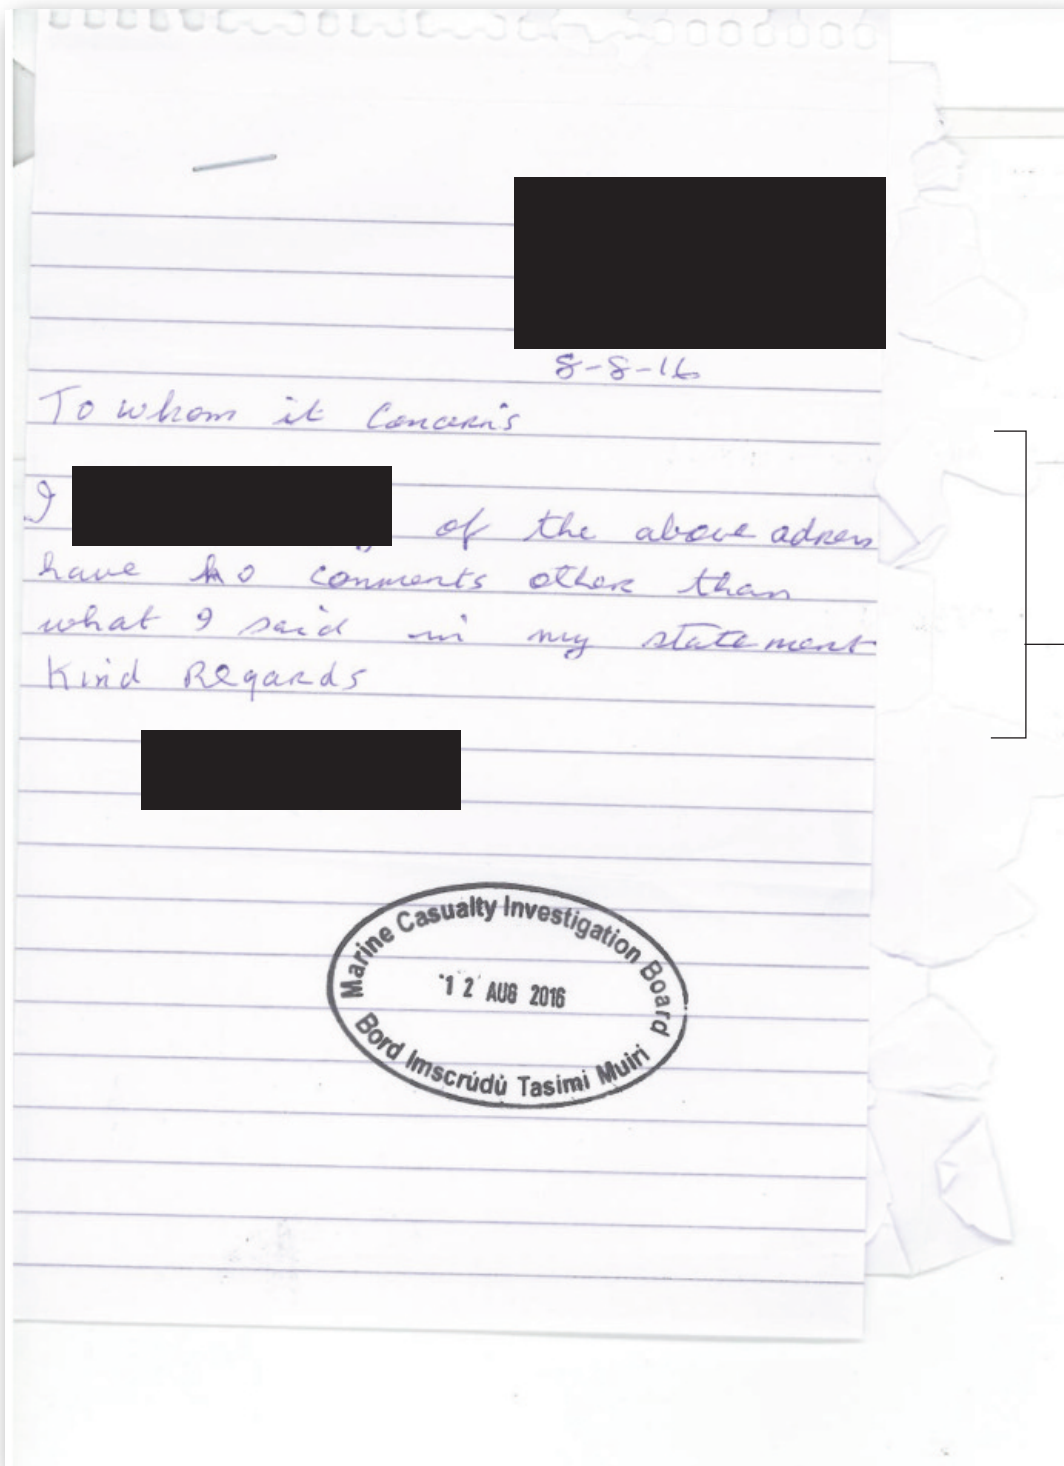 8-8-16
To whom it Concern's
I of the above adress
have no comments other than
what I said in my statement
Kind Regards
Marine Casualty Investigation Board
12 AUG 2016
Bord Imscrúdú Tasimi Muirí